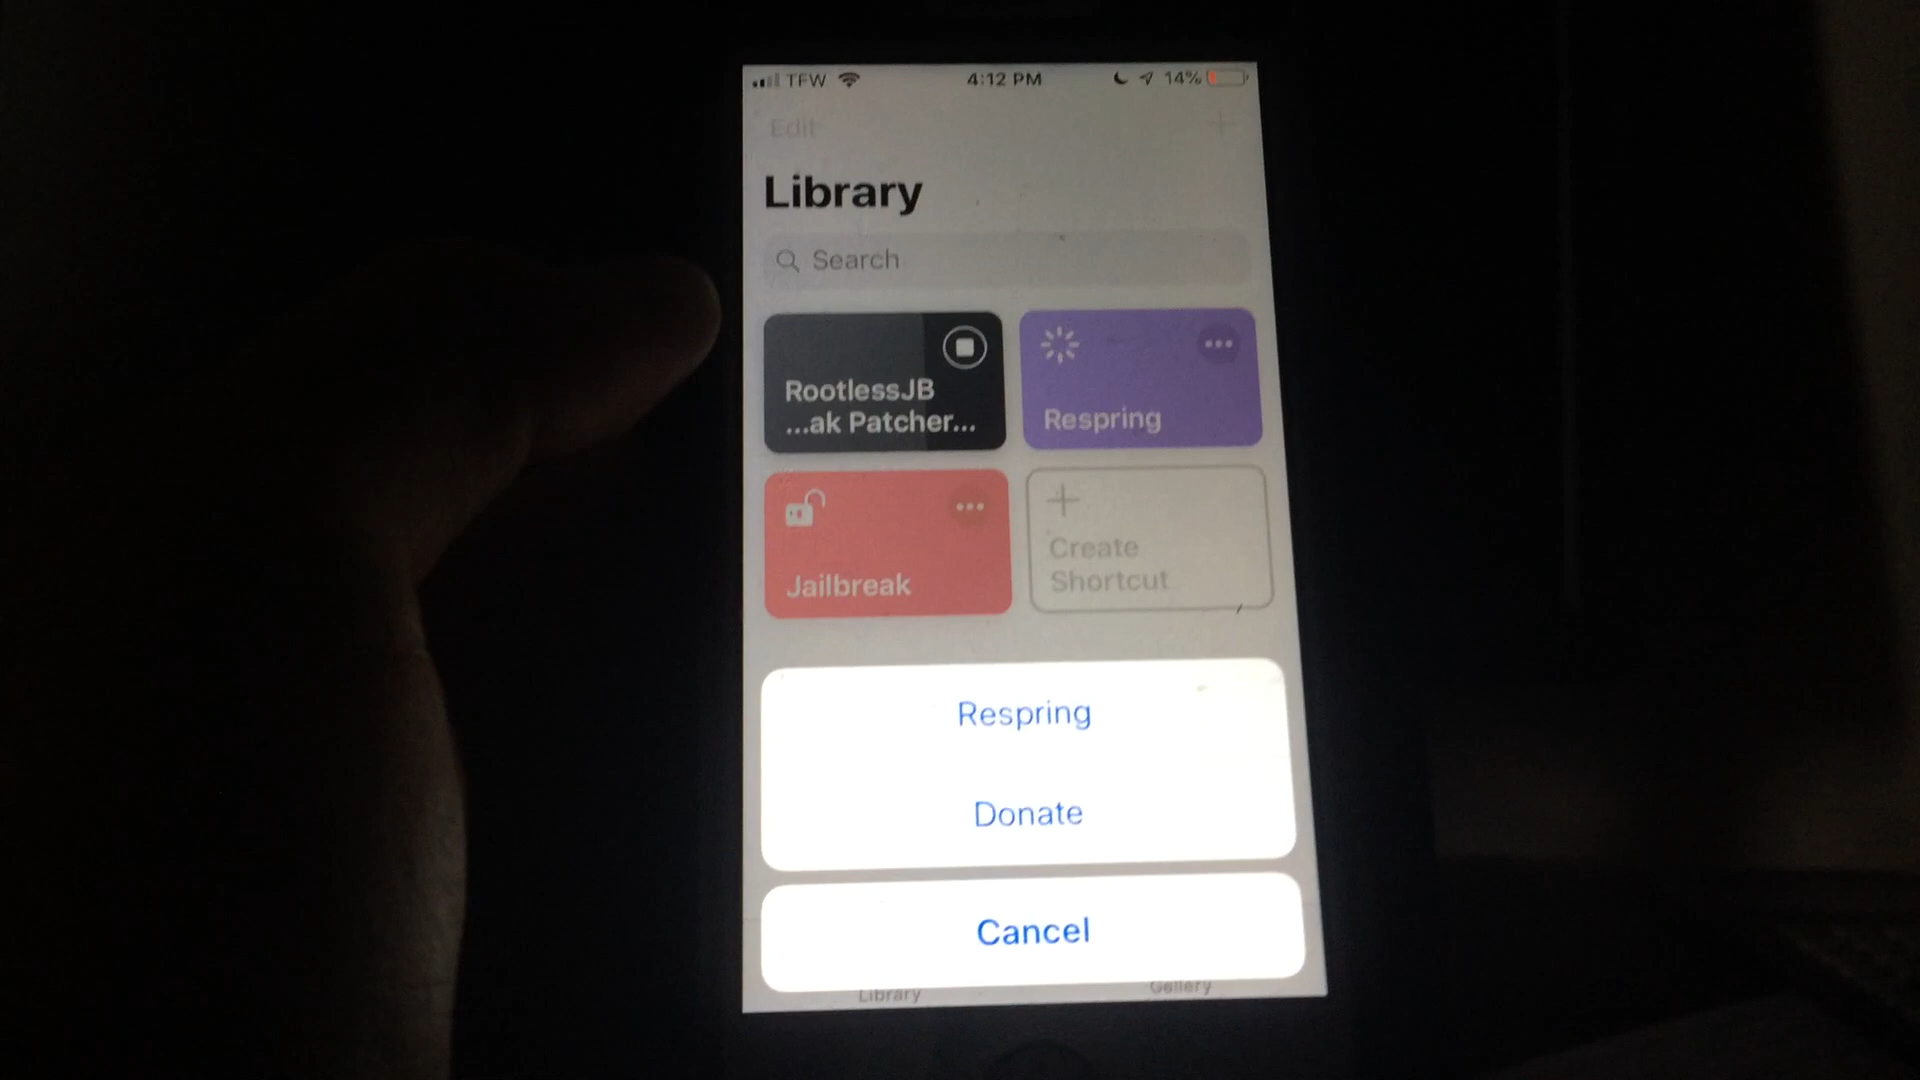 TFW 4:12 PM 14%
Edit +
Library
Search
RootlessJB
...ak Patcher...
Respring
Jailbreak
Create
Shortcut
Respring
Donate
Cancel
Library Gallery